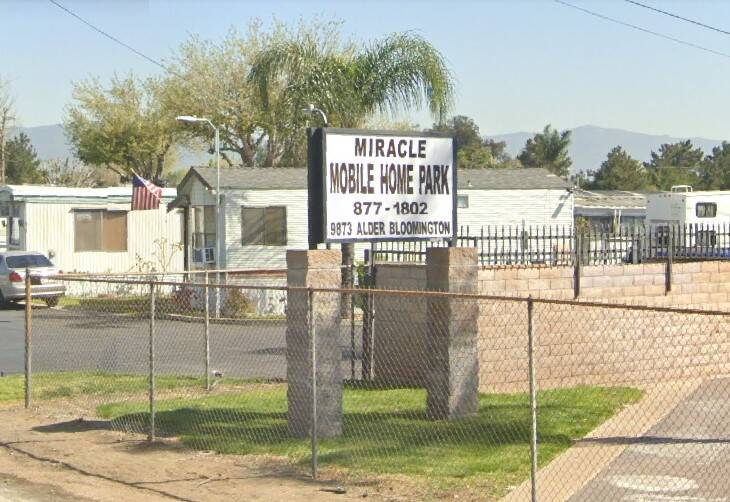 MIRACLE
MOBILE HOME PARK
877-1802
9873 ALDER BLOOMINGTON